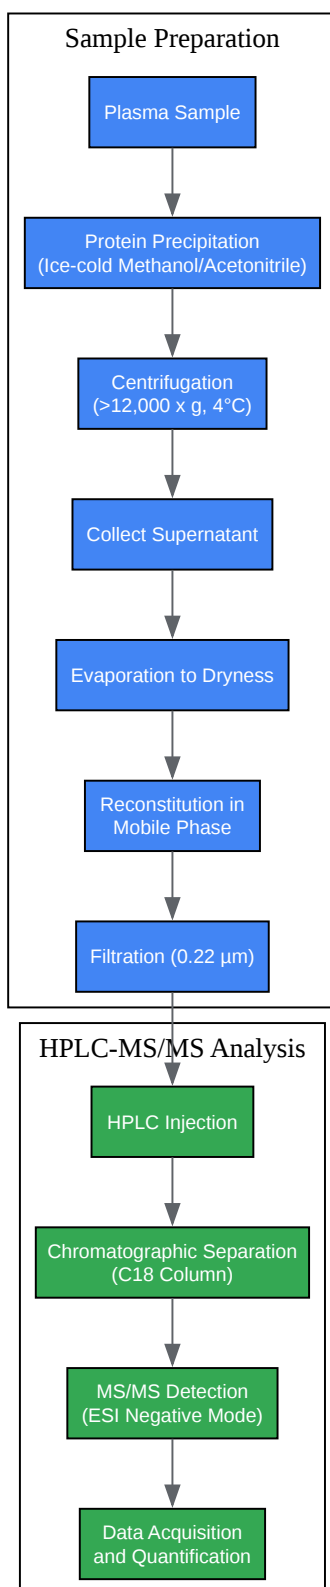 Sample Preparation
Plasma Sample
Protein Precipitation
(Ice-cold Methanol/Acetonitrile)
Centrifugation
(>12,000 x g, 4°C)
Collect Supernatant
Evaporation to Dryness
Reconstitution in
Mobile Phase
Filtration (0.22 µm)
HPLC-MS/MS Analysis
HPLC Injection
Chromatographic Separation
(C18 Column)
MS/MS Detection
(ESI Negative Mode)
Data Acquisition
and Quantification